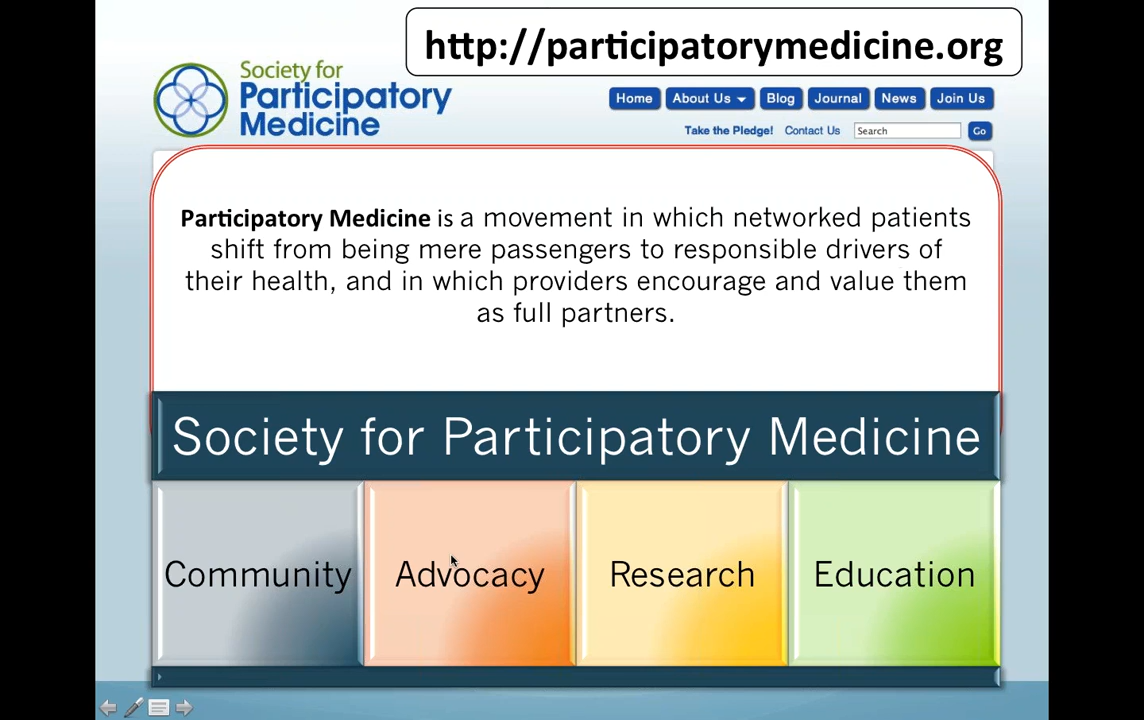 http://participatorymedicine.org
Society for
Participatory
Medicine
Home About Us Blog Journal News Join Us
Take the Pledge! Contact Us Search Go
Participatory Medicine is a movement in which networked patients
shift from being mere passengers to responsible drivers of
their health, and in which providers encourage and value them
as full partners.
Society for Participatory Medicine
Community Advocacy Research Education